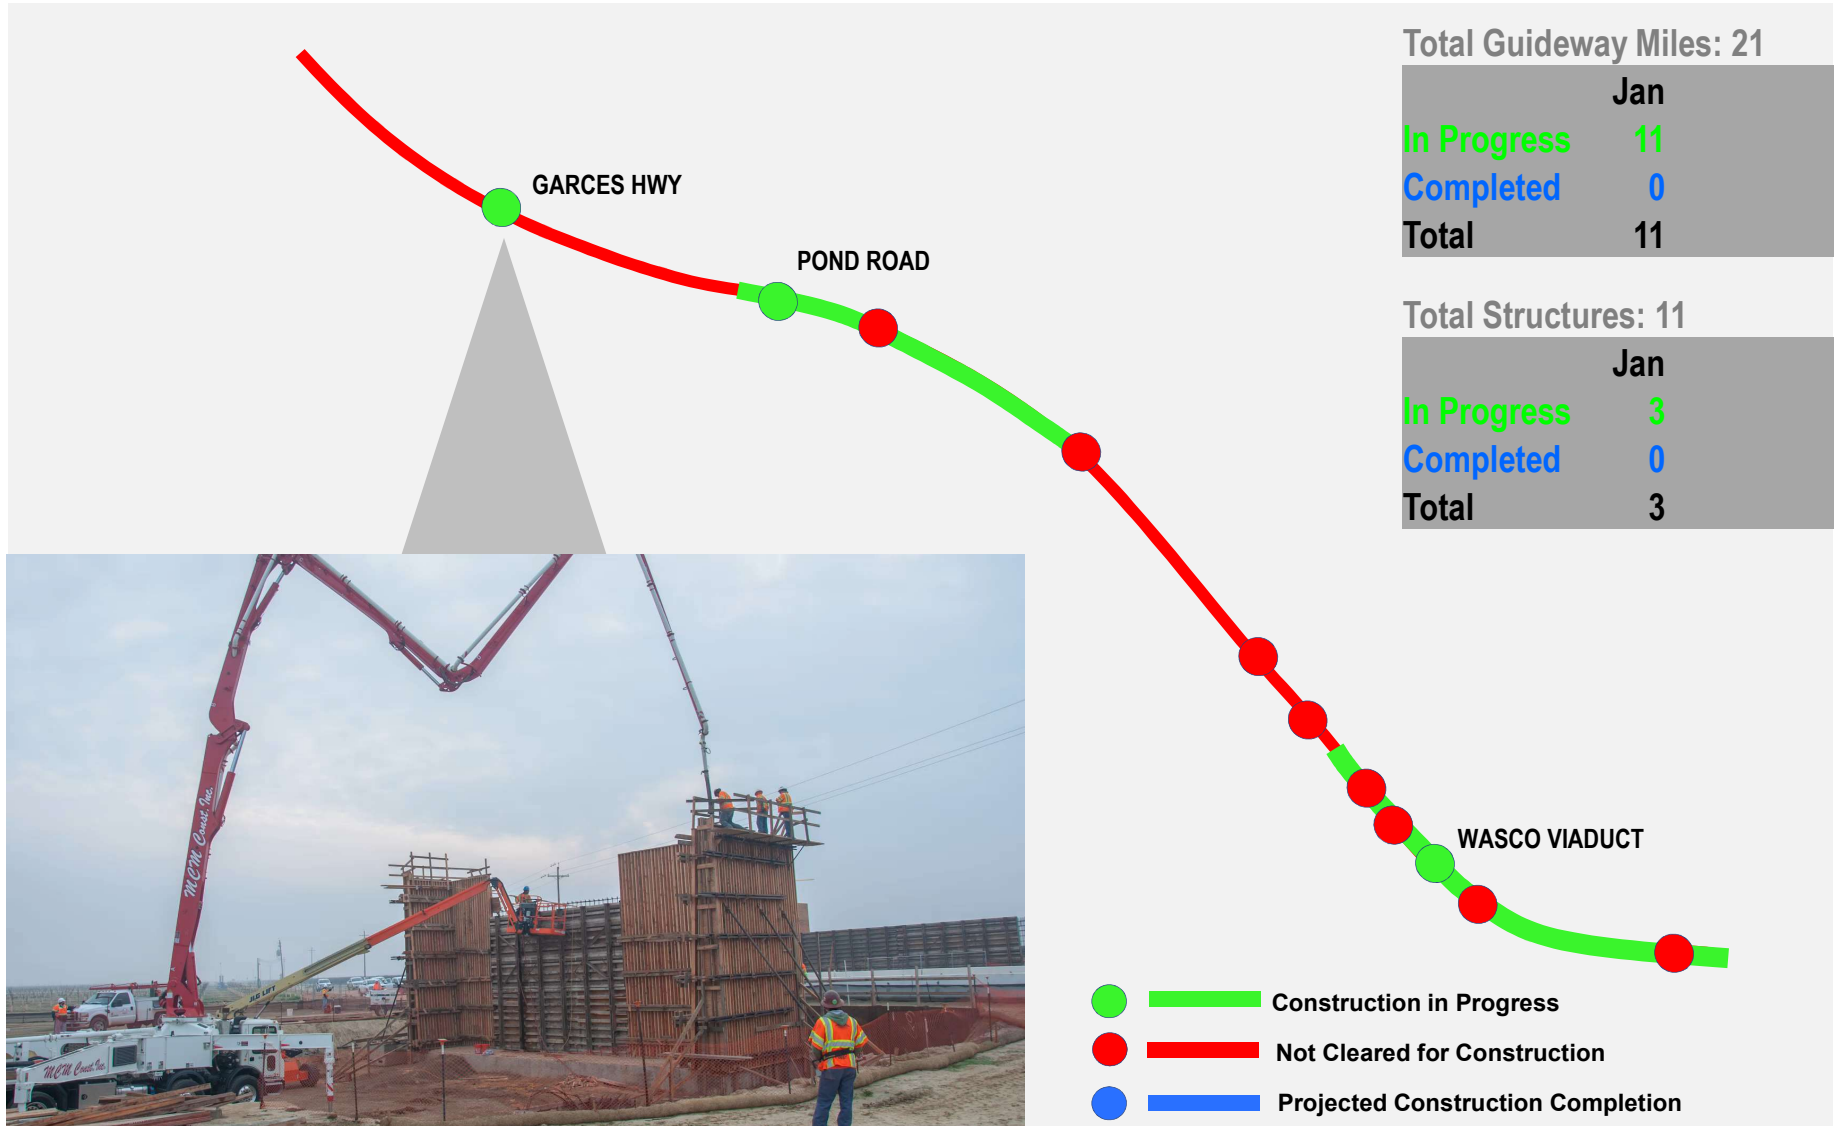 Total Guideway Miles: 21
Jan
In Progress 11
Completed 0
Total 11
GARCES HWY
POND ROAD
Total Structures: 11
Jan
In Progress 3
Completed 0
Total 3
WASCO VIADUCT
MCM Const. Inc.
JLG LIFT
MCM Const. Inc.
Construction in Progress
Not Cleared for Construction
Projected Construction Completion